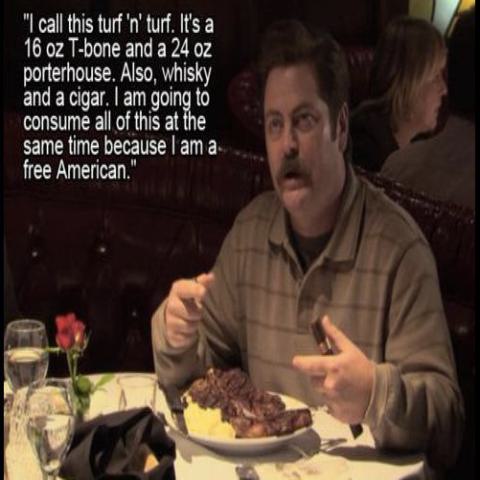 "I call this turf 'n' turf. It's a
16 oz T-bone and a 24 oz
porterhouse. Also, whisky
and a cigar. I am going to
consume all of this at the
same time because I am a
free American."